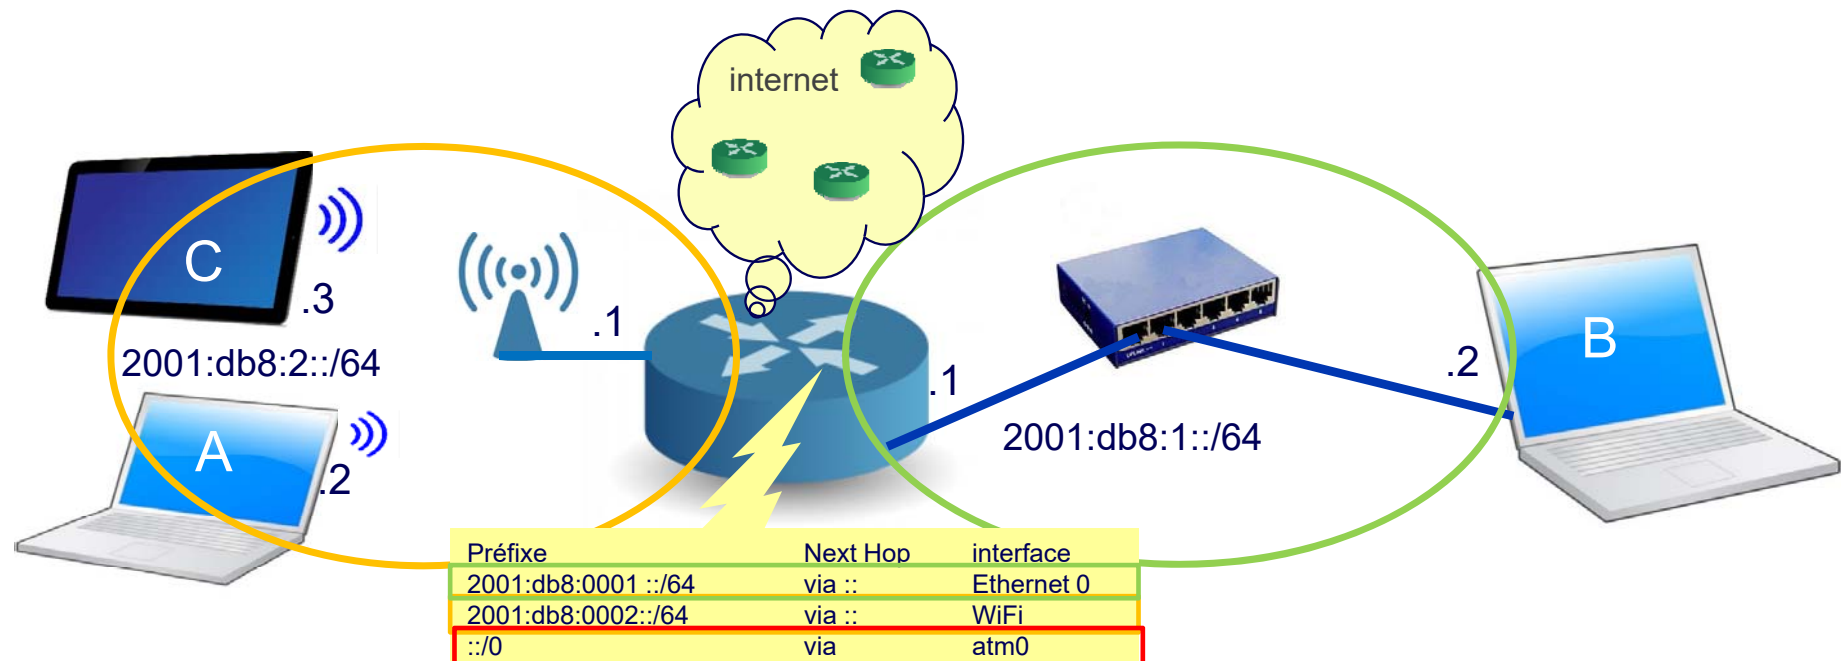 internet
C
.3
.1
2001:db8:2::/64
A
.2
.1
2001:db8:1::/64
.2
B
Préfixe Next Hop interface
2001:db8:0001 ::/64 via :: Ethernet 0
2001:db8:0002::/64 via :: WiFi
::/0 via atm0